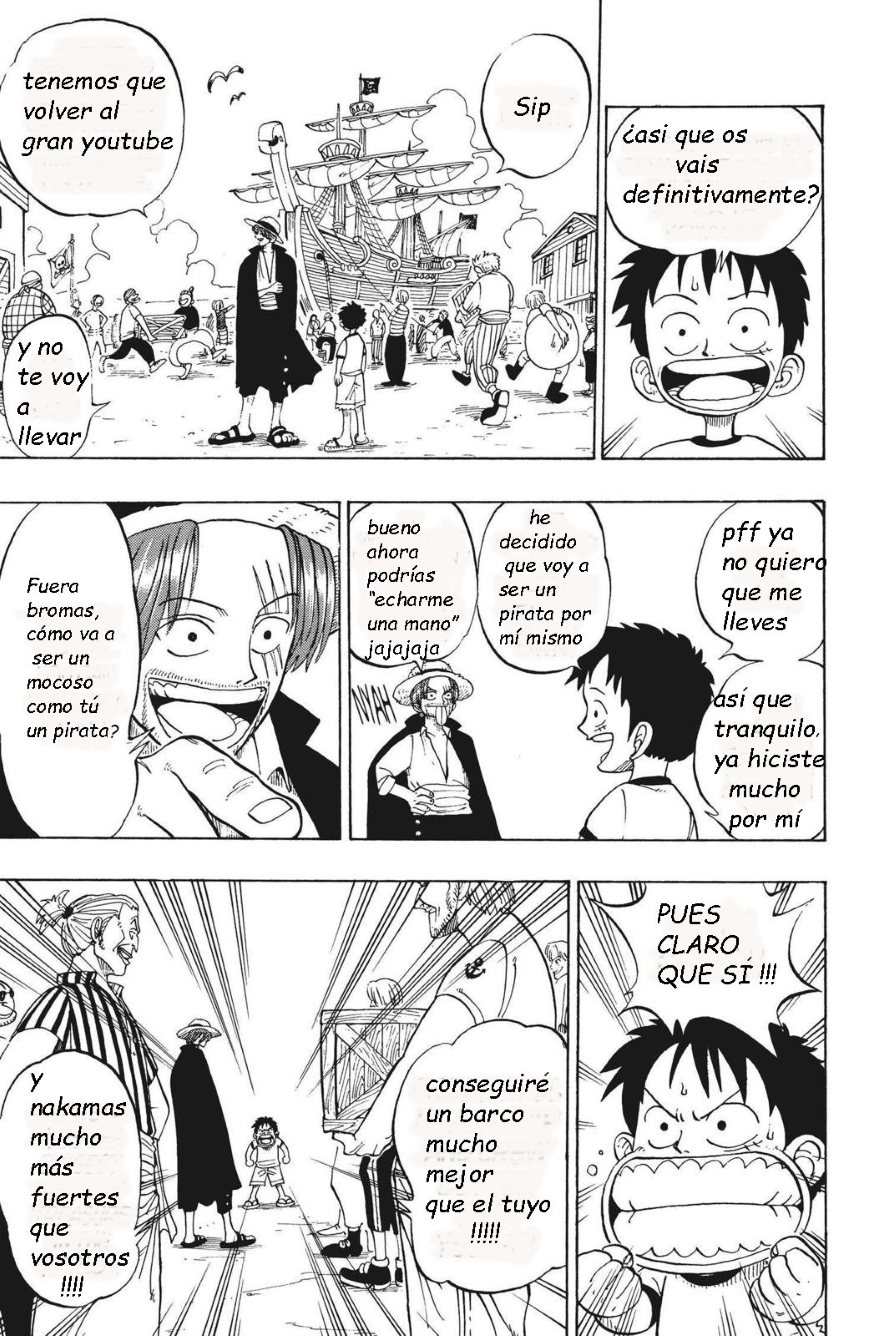 ¿asi que os
vais
definitivamente?
Sip
tenemos que
volver al
gran youtube
y no
te voy
a
llevar
pff ya
no quiero
que me
lleves
así que
tranquilo,
ya hiciste
mucho
por mí
he
decidido
que voy a
ser un
pirata por
mí mismo
bueno
ahora
podrías
"echarme
una mano"
jajajaja
NYAH
Fuera
bromas,
cómo va a
ser un
mocoso
como tú
un pirata?
PUES
CLARO
QUE SÍ !!!
conseguiré
un barco
mucho
mejor
que el tuyo
!!!!!
y
nakamas
mucho
más
fuertes
que
vosotros
!!!!